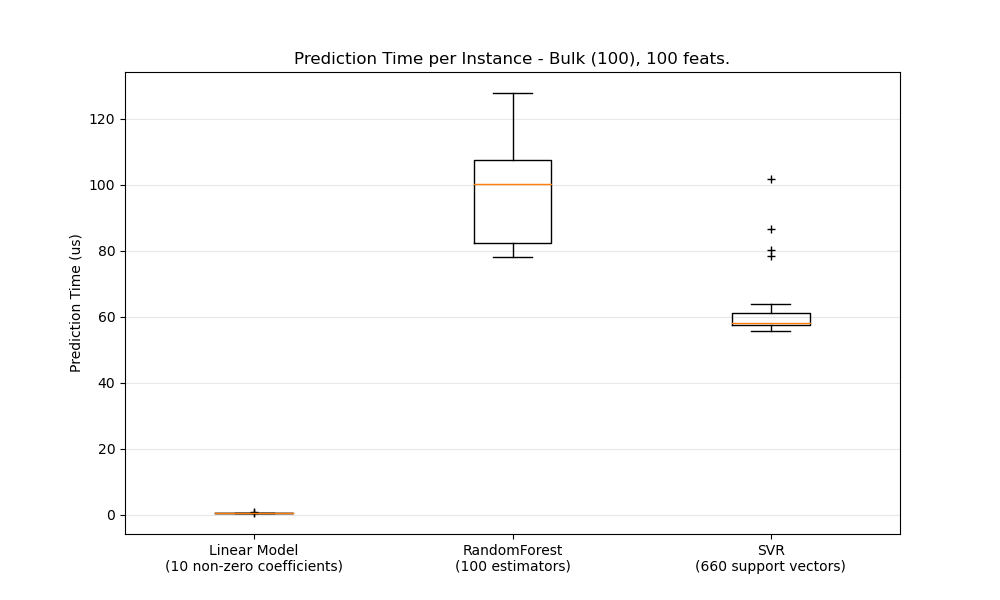 Prediction Time per Instance - Bulk (100), 100 feats.
Prediction Time (us)
120
100
80
60
40
20
0
Linear Model
(10 non-zero coefficients)
RandomForest
(100 estimators)
SVR
(660 support vectors)